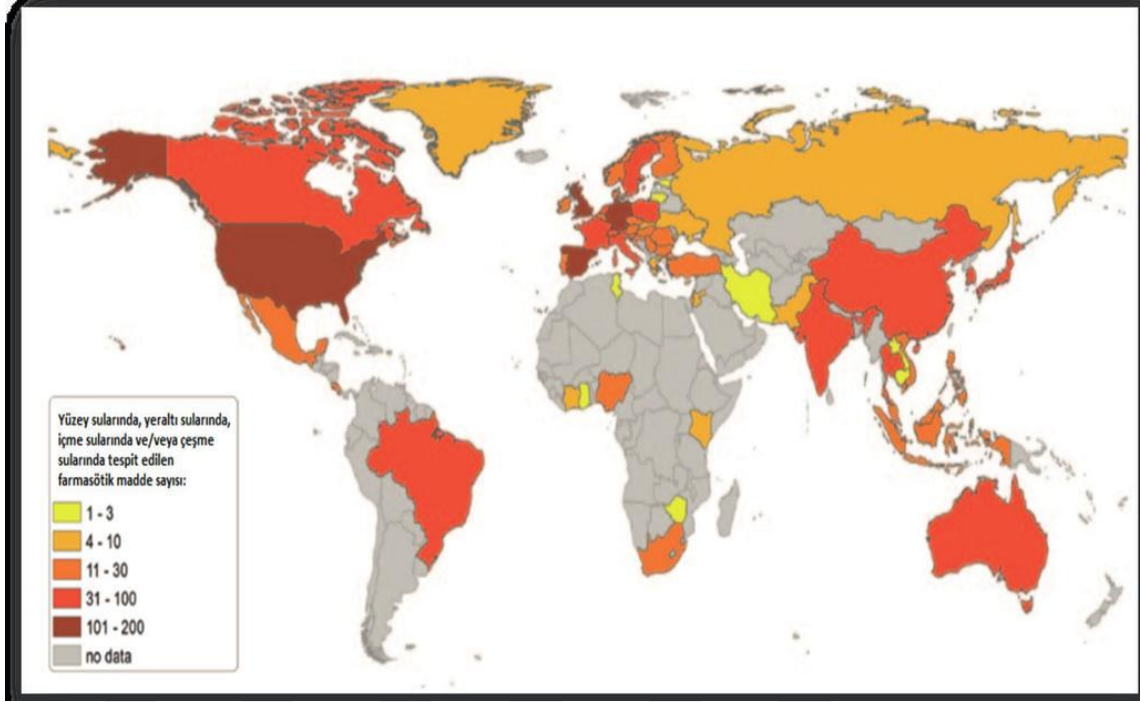 Yüzey sularında, yeraltı sularında,
içme sularında ve/veya çeşme
sularında tespit edilen
farmasötik madde sayısı:
1 - 3
4 - 10
11 - 30
31 - 100
101 - 200
no data